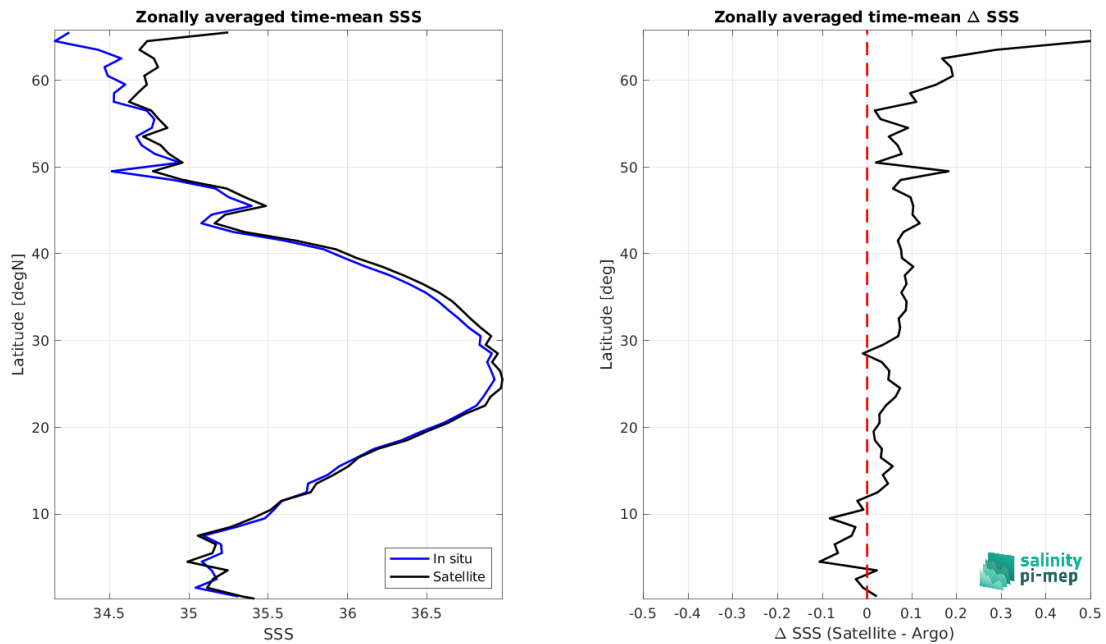 Zonally averaged time-mean SSS
60
50
40
30
20
10
Latitude [degN]
34.5
35
35.5
36
36.5
SSS
In situ
Satellite
Zonally averaged time-mean Δ SSS
60
50
40
30
20
10
Latitude [deg]
-0.5
-0.4
-0.3
-0.2
-0.1
0
0.1
0.2
0.3
0.4
0.5
Δ SSS (Satellite - Argo)
salinity
pi-mep